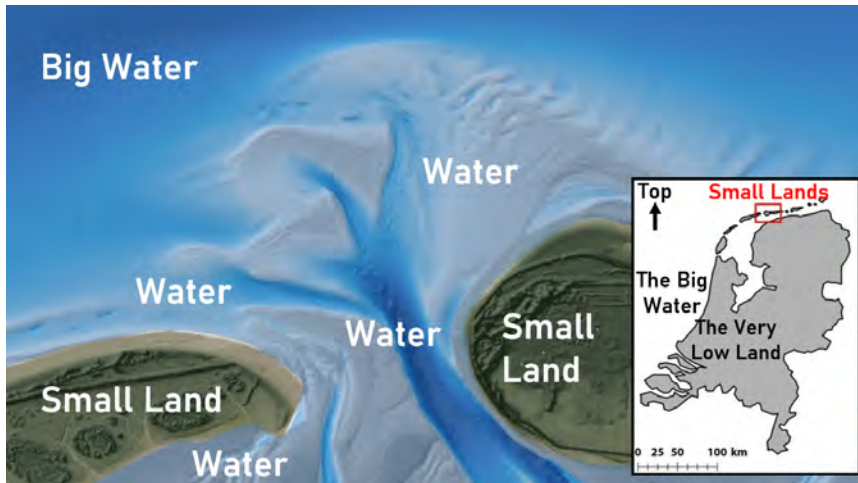 Big Water
Water
Water
Water
Small
Land
Small Land
Water
Top
Small Lands
The Big
Water
The Very
Low Land
0 25 50 100 km